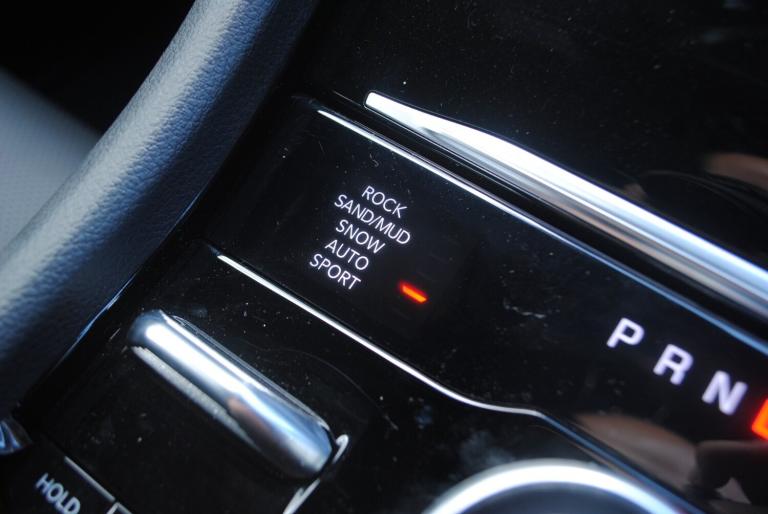 ROCK
SAND/MUD
SNOW
AUTO
SPORT
P R N
HOLD